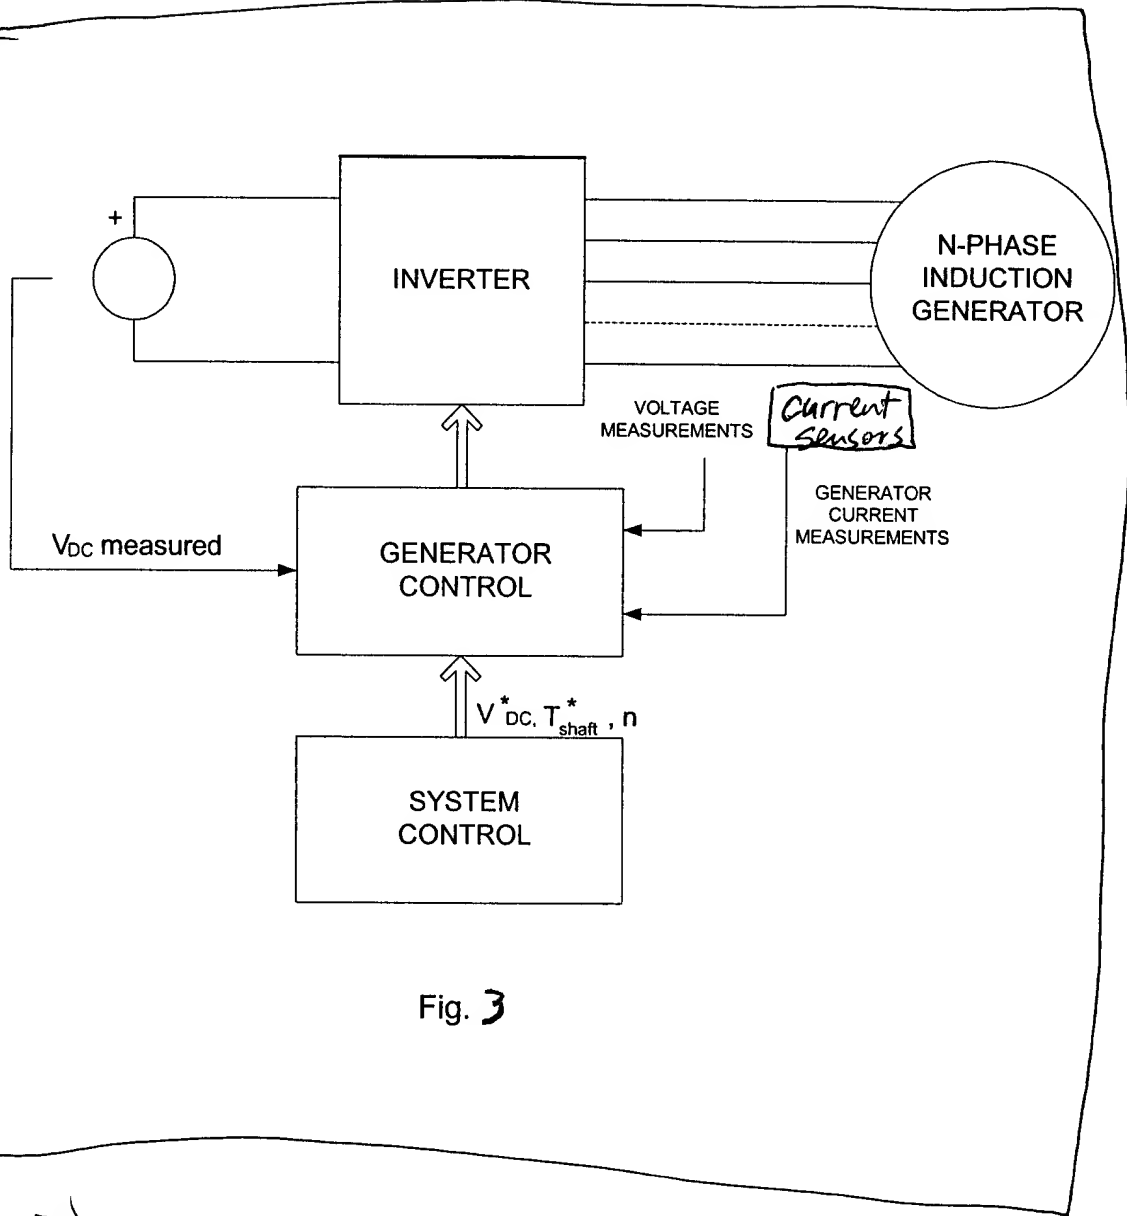 +
INVERTER
N-PHASE
INDUCTION
GENERATOR
VOLTAGE
MEASUREMENTS
Current
sensors
GENERATOR
CURRENT
MEASUREMENTS
VDC measured
GENERATOR
CONTROL
V*DC, T*shaft, n
SYSTEM
CONTROL
Fig. 3